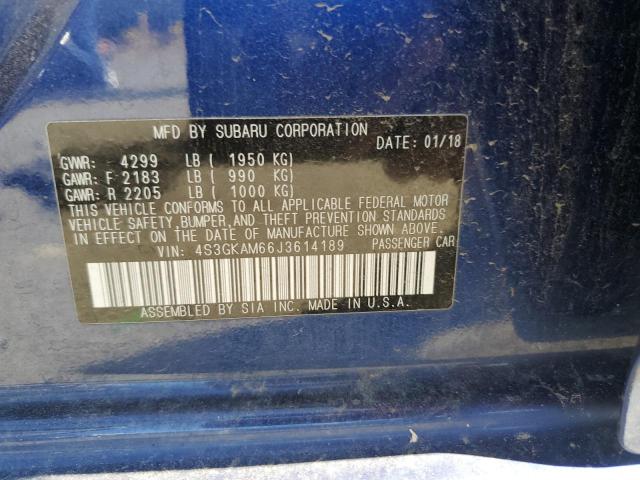 MFD BY SUBARU CORPORATION
DATE: 01/18
GVWR: 4299 LB ( 1950 KG)
GAWR: F 2183 LB ( 990 KG)
GAWR: R 2205 LB ( 1000 KG)
THIS VEHICLE CONFORMS TO ALL APPLICABLE FEDERAL MOTOR
VEHICLE SAFETY,BUMPER,AND THEFT PREVENTION STANDARDS
IN EFFECT ON THE DATE OF MANUFACTURE SHOWN ABOVE.
VIN: 4S3GKAM66J3614189 PASSENGER CAR
ASSEMBLED BY SIA INC. MADE IN U.S.A.